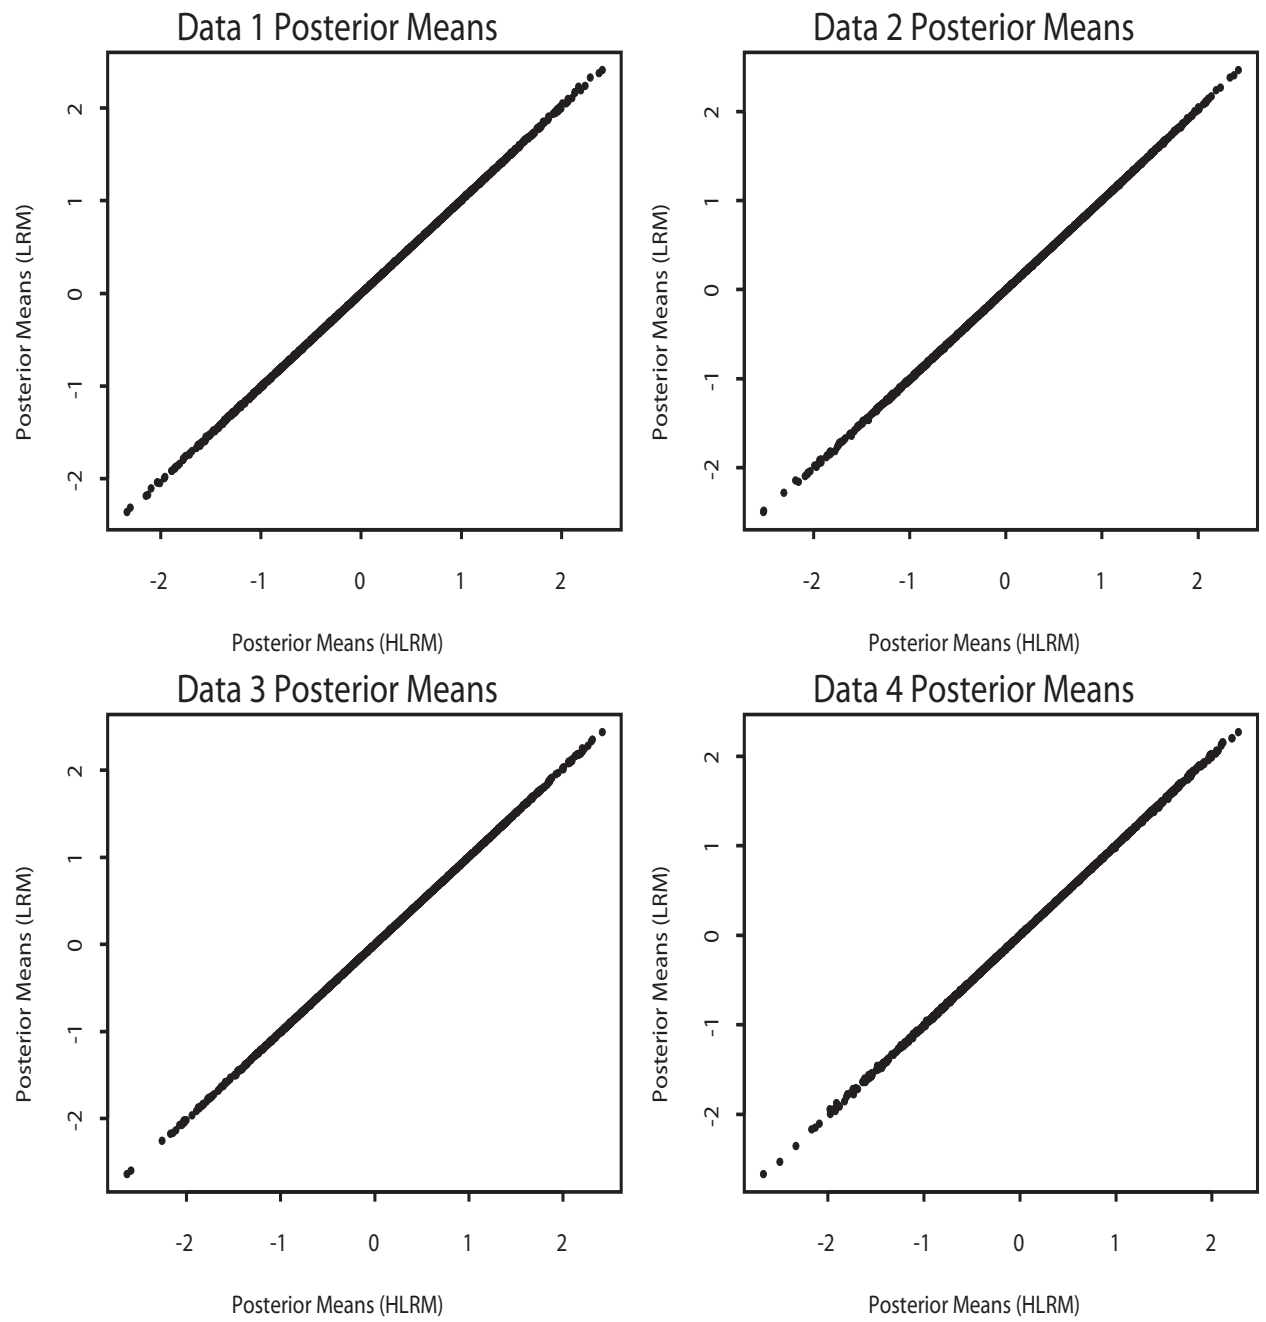 Data 1 Posterior Means
Posterior Means (LRM)
2
1
0
-1
-2
-2 -1 0 1 2
Posterior Means (HLRM)
Data 2 Posterior Means
Posterior Means (LRM)
2
1
0
-1
-2
-2 -1 0 1 2
Posterior Means (HLRM)
Data 3 Posterior Means
Posterior Means (LRM)
2
1
0
-1
-2
-2 -1 0 1 2
Posterior Means (HLRM)
Data 4 Posterior Means
Posterior Means (LRM)
2
1
0
-1
-2
-2 -1 0 1 2
Posterior Means (HLRM)